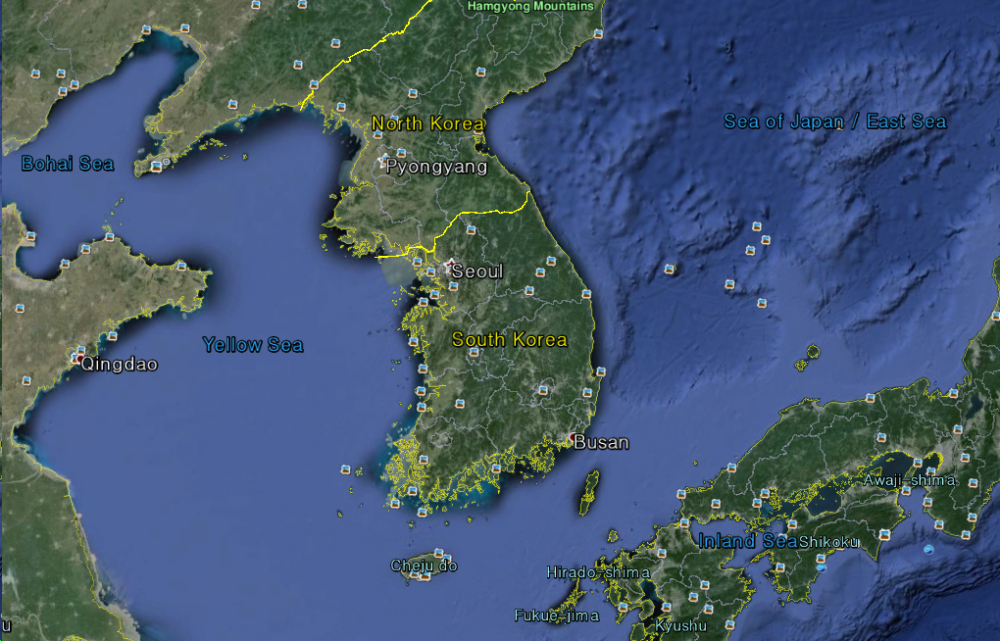 Hamgyong Mountains
North Korea
Sea of Japan / East Sea
Bohai Sea
Pyongyang
Seoul
South Korea
Yellow Sea
Qingdao
Busan
Awaji-shima
Inland Sea
Shikoku
Cheju do
Hirado-shima
Fukue-jima
Kyushu
u